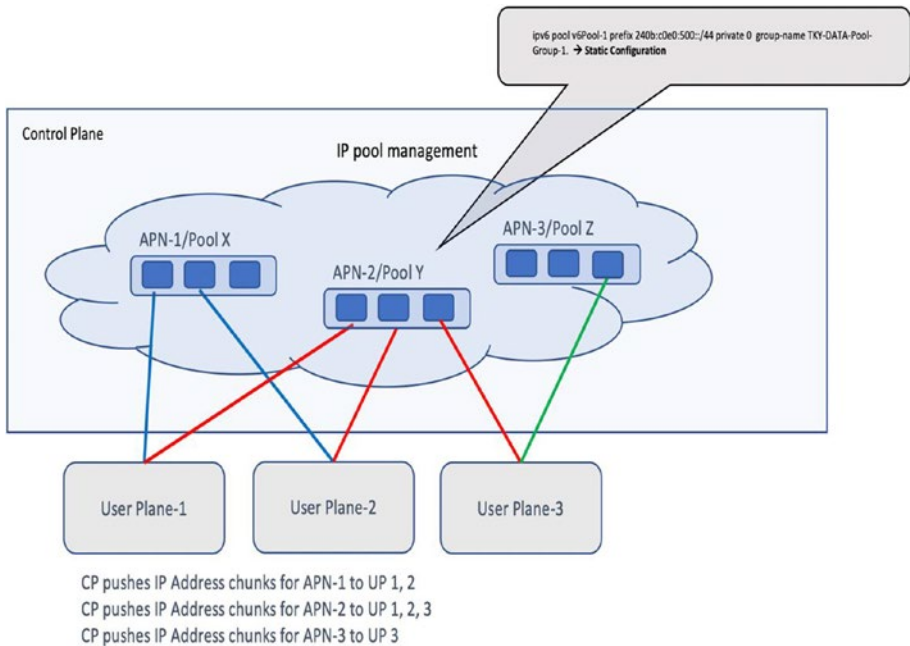 ipv6 pool v6Pool-1 prefix 240b:c0e0:500::/44 private 0 group-name TKY-DATA-Pool-
Group-1. → Static Configuration
Control Plane
IP pool management
APN-1/Pool X
APN-3/Pool Z
APN-2/Pool Y
User Plane-1
User Plane-2
User Plane-3
CP pushes IP Address chunks for APN-1 to UP 1, 2
CP pushes IP Address chunks for APN-2 to UP 1, 2, 3
CP pushes IP Address chunks for APN-3 to UP 3